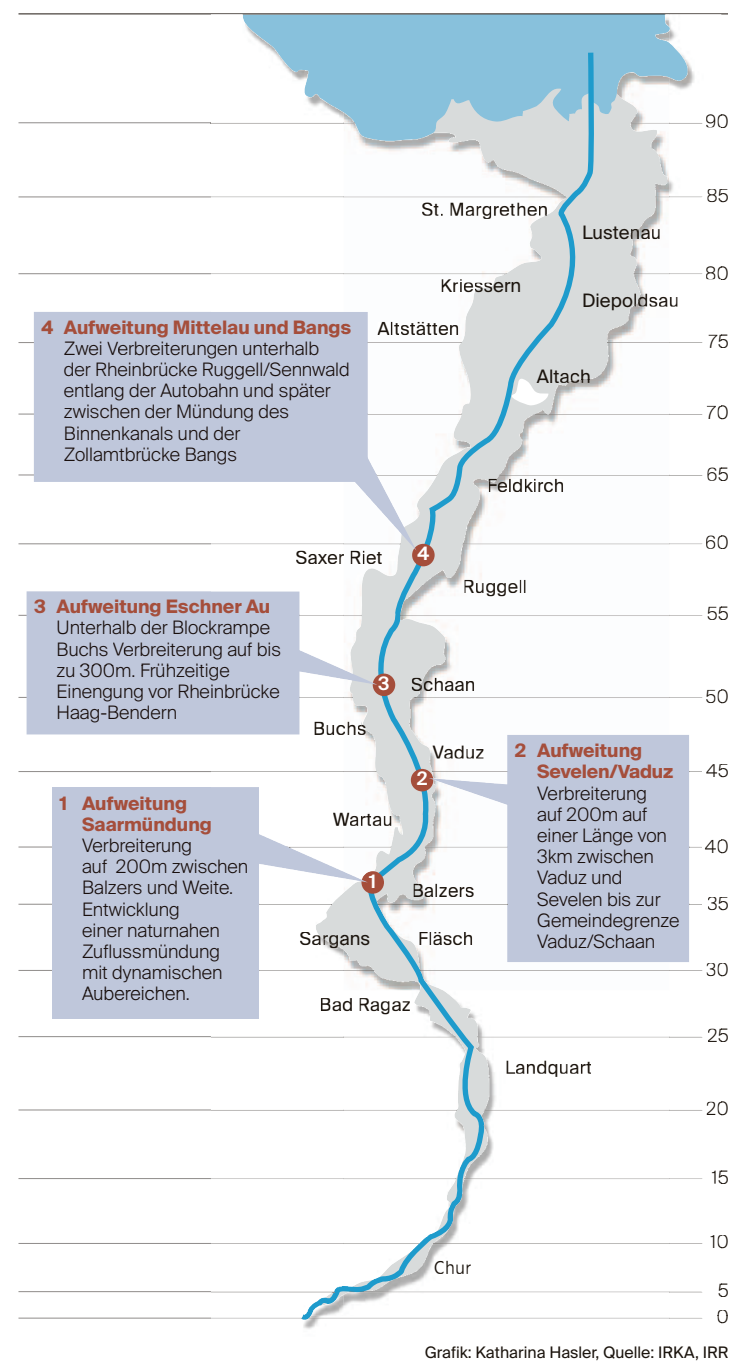 90
85
St. Margrethen
Lustenau
80
Kriessern
Diepoldsau
4 Aufweitung Mittelau und Bangs
Zwei Verbreiterungen unterhalb
der Rheinbrücke Ruggell/Sennwald
entlang der Autobahn und später
zwischen der Mündung des
Binnenkanals und der
Zollamtbrücke Bangs
Altstätten
75
Altach
70
65
Feldkirch
60
4
Saxer Riet
Ruggell
55
3 Aufweitung Eschner Au
Unterhalb der Blockrampe
Buchs Verbreiterung auf bis
zu 300m. Frühzeitige
Einengung vor Rheinbrücke
Haag-Bendern
3
Schaan
50
Buchs
Vaduz
2 Aufweitung
Sevelen/Vaduz
Verbreiterung
auf 200m auf
einer Länge von
3km zwischen
Vaduz und
Sevelen bis zur
Gemeindegrenze
Vaduz/Schaan
45
2
1 Aufweitung
Saarmündung
Verbreiterung
auf 200m zwischen
Balzers und Weite.
Entwicklung
einer naturnahen
Zuflussmündung
mit dynamischen
Aubereichen.
Wartau
40
1
Balzers
35
Sargans
Fläsch
30
Bad Ragaz
25
Landquart
20
15
10
Chur
5
0
Grafik: Katharina Hasler, Quelle: IRKA, IRR